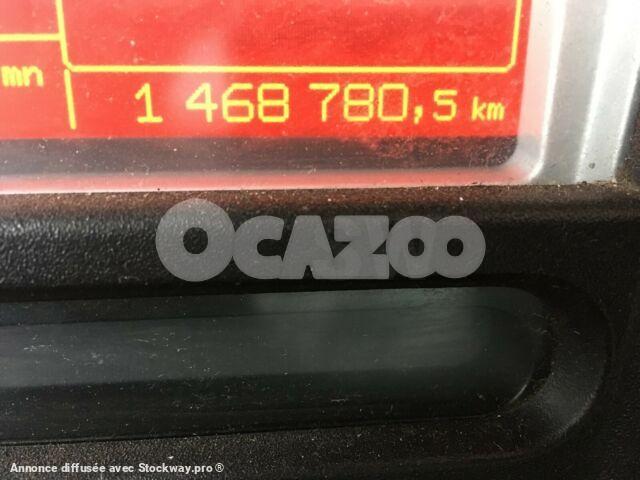 mn
1 468 780,5 km
OCAZOO
Annonce diffusée avec Stockway.pro®